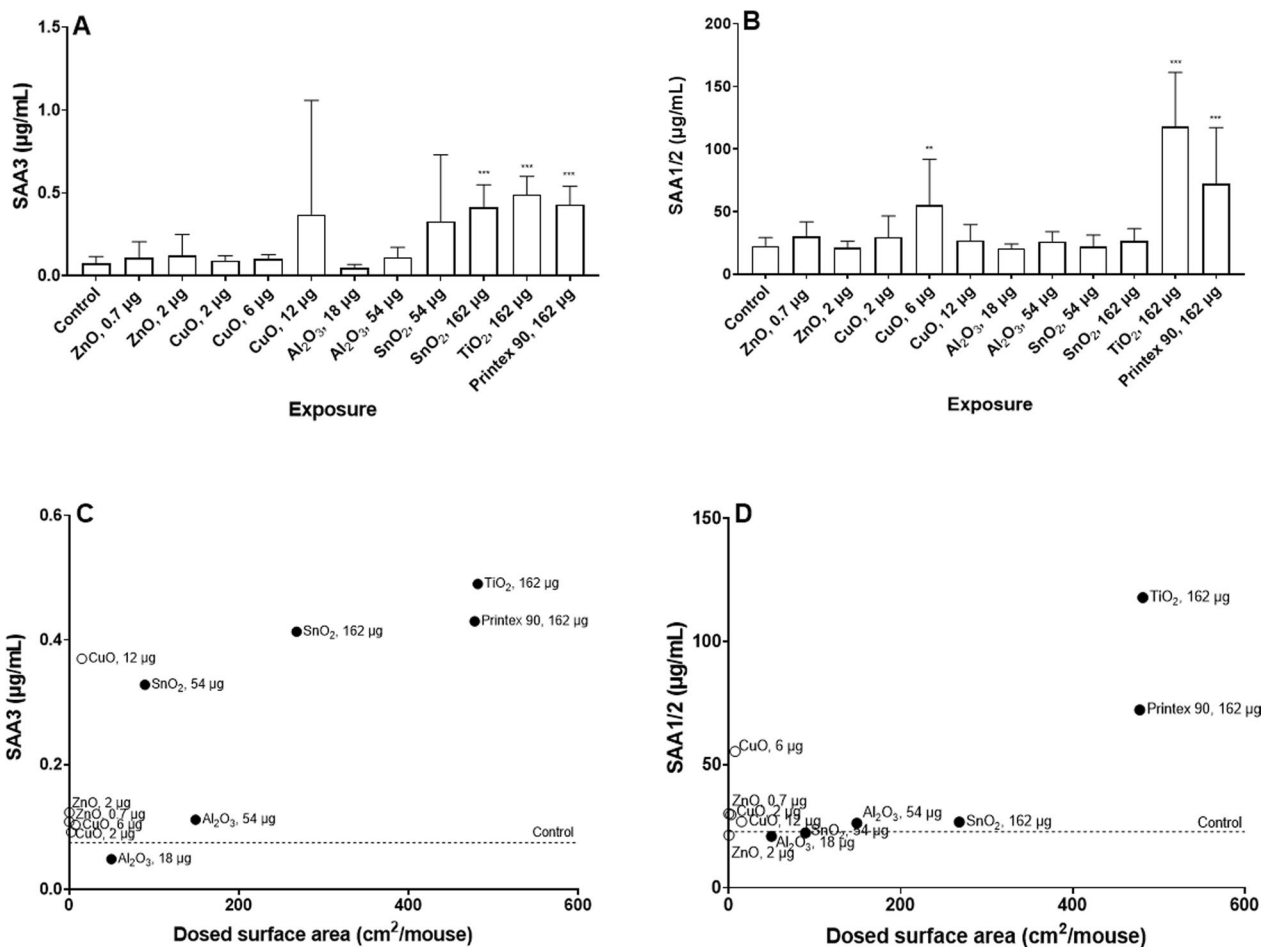 A
SAA3 (µg/mL)
1.5
1.0
0.5
0.0
***
***
***
Control
ZnO, 0.7 µg
ZnO, 2 µg
CuO, 2 µg
CuO, 6 µg
CuO, 12 µg
Al₂O₃, 18 µg
Al₂O₃, 54 µg
SnO₂, 54 µg
SnO₂, 162 µg
TiO₂, 162 µg
Printex 90, 162 µg
Exposure
B
SAA1/2 (µg/mL)
200
150
100
50
0
**
***
***
Control
ZnO, 0.7 µg
ZnO, 2 µg
CuO, 2 µg
CuO, 6 µg
CuO, 12 µg
Al₂O₃, 18 µg
Al₂O₃, 54 µg
SnO₂, 54 µg
SnO₂, 162 µg
TiO₂, 162 µg
Printex 90, 162 µg
Exposure
C
SAA3 (µg/mL)
0.6
0.4
0.2
0.0
TiO₂, 162 µg
Printex 90, 162 µg
SnO₂, 162 µg
CuO, 12 µg
SnO₂, 54 µg
ZnO, 2 µg
ZnO, 0.7 µg
CuO, 6 µg
CuO, 2 µg
Al₂O₃, 54 µg
Control
Al₂O₃, 18 µg
0
200
400
600
Dosed surface area (cm²/mouse)
D
SAA1/2 (µg/mL)
150
100
50
0
TiO₂, 162 µg
Printex 90, 162 µg
CuO, 6 µg
ZnO, 0.7 µg
CuO, 2 µg
CuO, 12 µg
Al₂O₃, 54 µg
SnO₂, 162 µg
Control
SnO₂, 54 µg
Al₂O₃, 18 µg
ZnO, 2 µg
0
200
400
600
Dosed surface area (cm²/mouse)